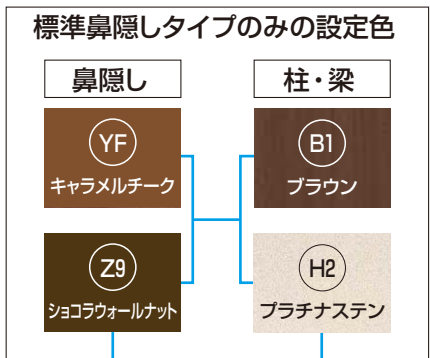 標準鼻隠しタイプのみの設定色
鼻隠し
柱・梁
YF
キャラメルチーク
B1
ブラウン
Z9
ショコラウォールナット
H2
プラチナステン